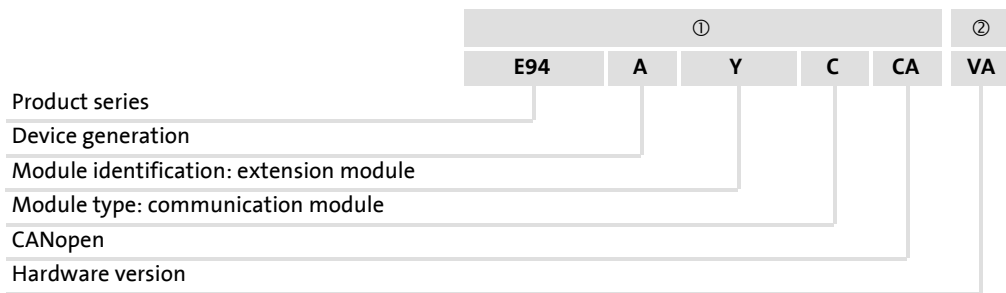 ① ②
E94 A Y C CA VA
Product series
Device generation
Module identification: extension module
Module type: communication module
CANopen
Hardware version